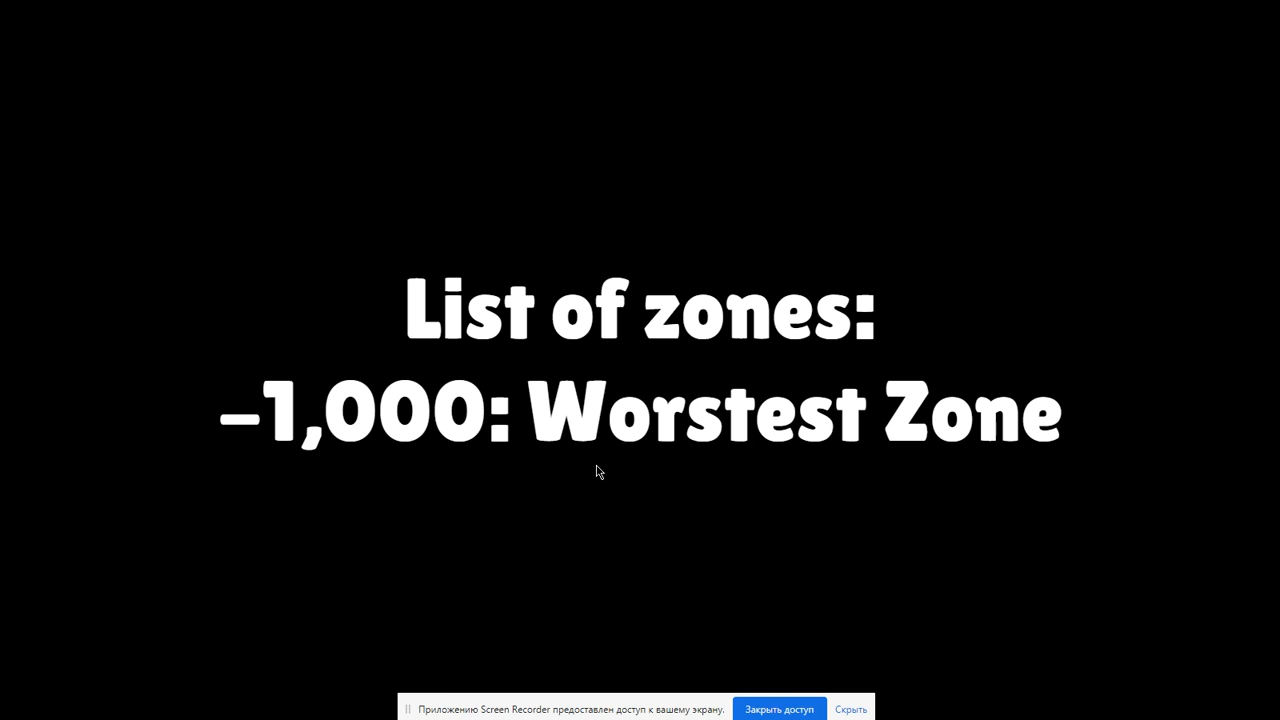 List of zones:
-1,000: Worstest Zone
Приложению Screen Recorder предоставлен доступ к вашему экрану. Закрыть доступ Скрыть